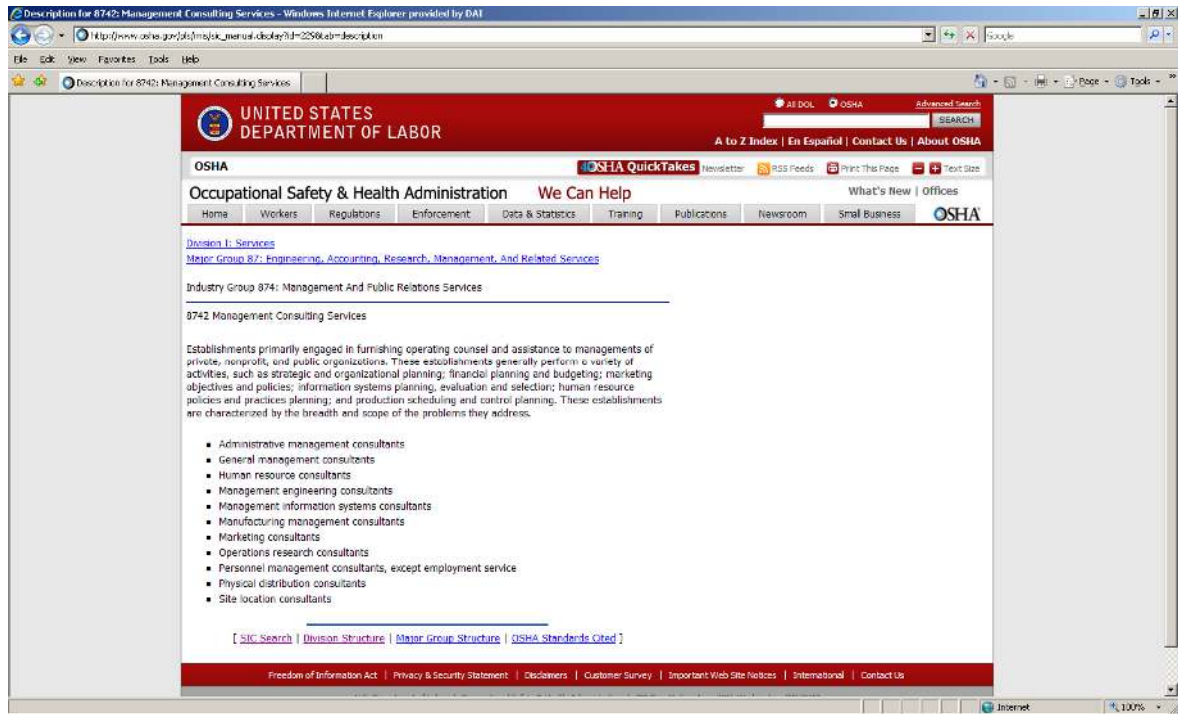 Description for 8742: Management Consulting Services - Windows Internet Explorer provided by DAI
Google
File Edit View Favorites Tools Help
Description for 8742: Management Consulting Services
Page Tools
UNITED STATES
DEPARTMENT OF LABOR
All DOL OSHA Advanced Search
SEARCH
A to Z Index | En Español | Contact Us | About OSHA
OSHA
OSHA QuickTakes Newsletter RSS Feeds Print This Page Text Size
Occupational Safety & Health Administration We Can Help
What's New | Offices
Home Workers Regulations Enforcement Data & Statistics Training Publications Newsroom Small Business OSHA
Division I: Services
Major Group 87: Engineering, Accounting, Research, Management, And Related Services
Industry Group 874: Management And Public Relations Services
8742 Management Consulting Services
Establishments primarily engaged in furnishing operating counsel and assistance to managements of
private, nonprofit, and public organizations. These establishments generally perform a variety of
activities, such as strategic and organizational planning; financial planning and budgeting; marketing
objectives and policies; information systems planning, evaluation and selection; human resource
policies and practices planning; and production scheduling and control planning. These establishments
are characterized by the breadth and scope of the problems they address.
Administrative management consultants
General management consultants
Human resource consultants
Management engineering consultants
Management information systems consultants
Manufacturing management consultants
Marketing consultants
Operations research consultants
Personnel management consultants, except employment service
Physical distribution consultants
Site location consultants
[ SIC Search | Division Structure | Major Group Structure | OSHA Standards Cited ]
Freedom of Information Act | Privacy & Security Statement | Disclaimers | Customer Survey | Important Web Site Notices | International | Contact Us
Internet 100%